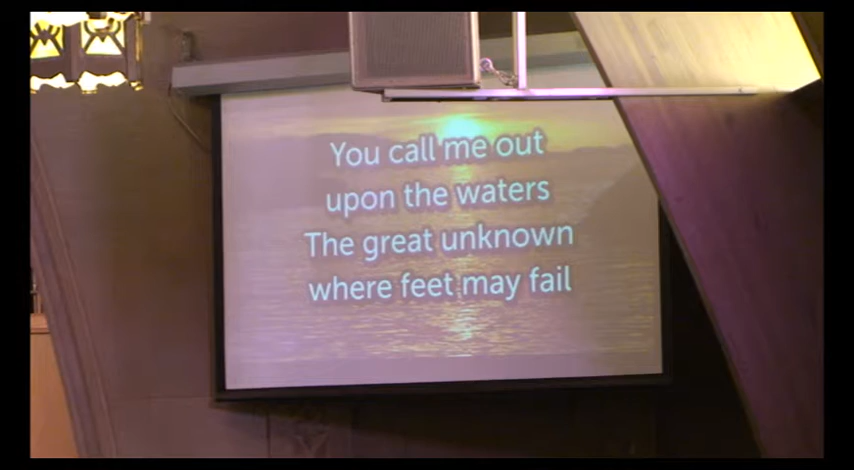 You call me out
upon the waters
The great unknown
where feet may fail